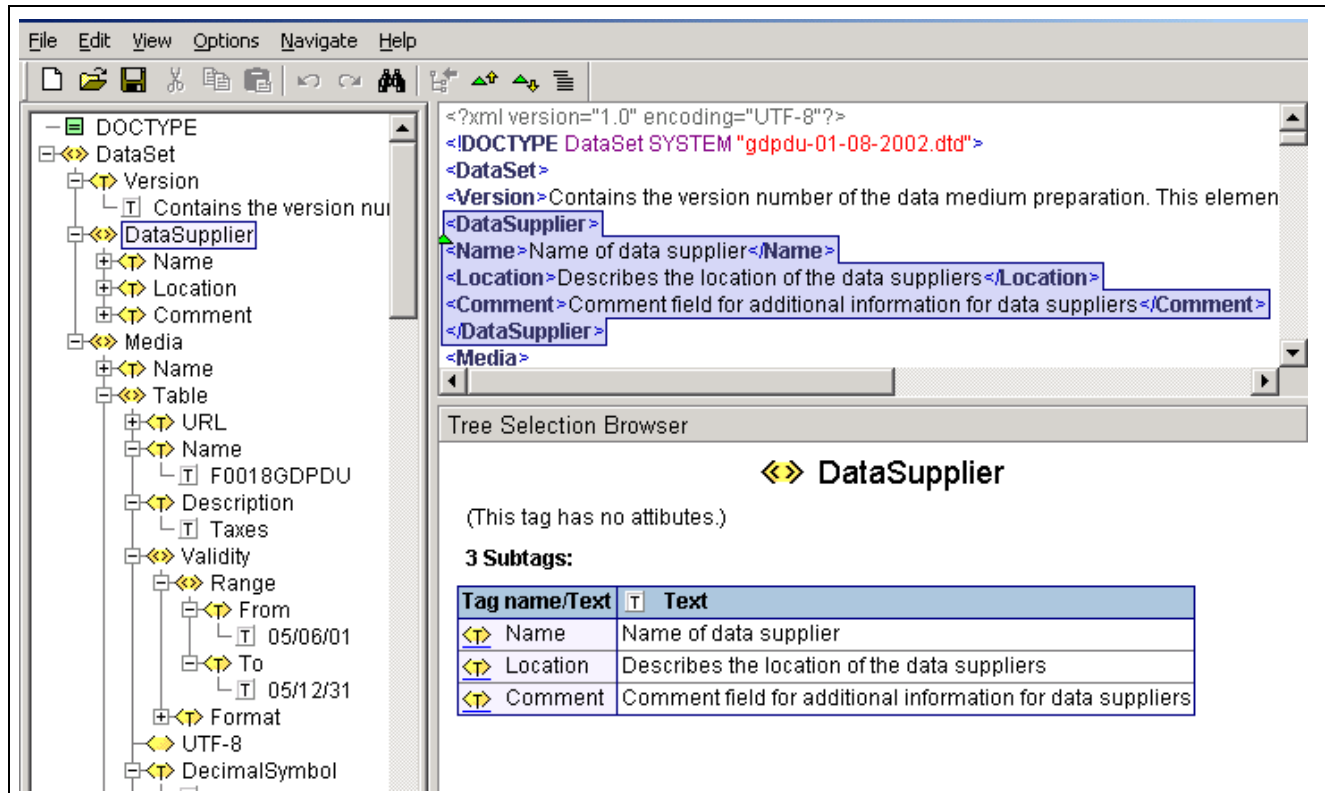 File Edit View Options Navigate Help
DOCTYPE
DataSet
Version
T Contains the version nu
DataSupplier
T Name
T Location
T Comment
Media
T Name
Table
T URL
T Name
T F0018GDPDU
T Description
T Taxes
Validity
Range
T From
T 05/06/01
T To
T 05/12/31
T Format
UTF-8
T DecimalSymbol
<?xml version="1.0" encoding="UTF-8"?>
<!DOCTYPE DataSet SYSTEM "gdpdu-01-08-2002.dtd">
<DataSet>
<Version>Contains the version number of the data medium preparation. This elemen
<DataSupplier>
<Name>Name of data supplier</Name>
<Location>Describes the location of the data suppliers</Location>
<Comment>Comment field for additional information for data suppliers</Comment>
</DataSupplier>
<Media>
Tree Selection Browser
DataSupplier
(This tag has no attibutes.)
3 Subtags:
Tag name/Text T Text
T Name Name of data supplier
T Location Describes the location of the data suppliers
T Comment Comment field for additional information for data suppliers